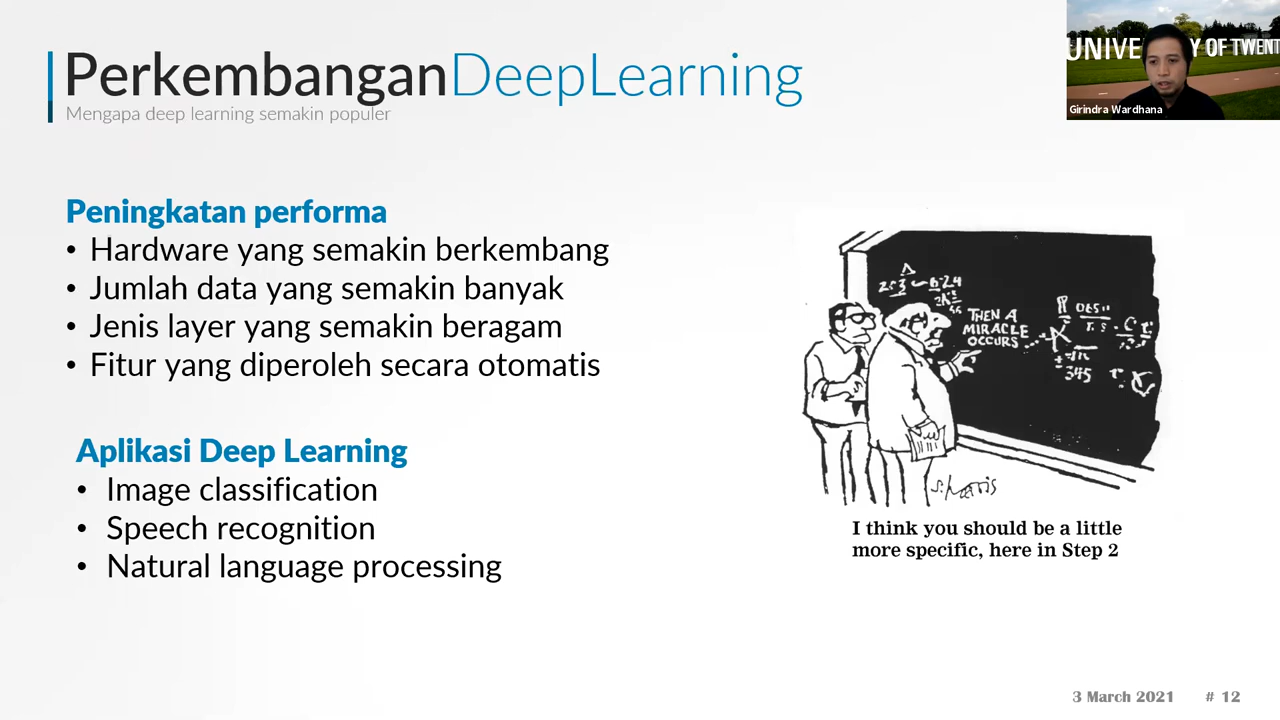 PerkembanganDeepLearning
Mengapa deep learning semakin populer
UNIVE Y OF TWENT
Girindra Wardhana
Peningkatan performa
• Hardware yang semakin berkembang
• Jumlah data yang semakin banyak
• Jenis layer yang semakin beragam
• Fitur yang diperoleh secara otomatis
Aplikasi Deep Learning
• Image classification
• Speech recognition
• Natural language processing
THEN A
MIRACLE
OCCURS
345
I think you should be a little
more specific, here in Step 2
3 March 2021 # 12